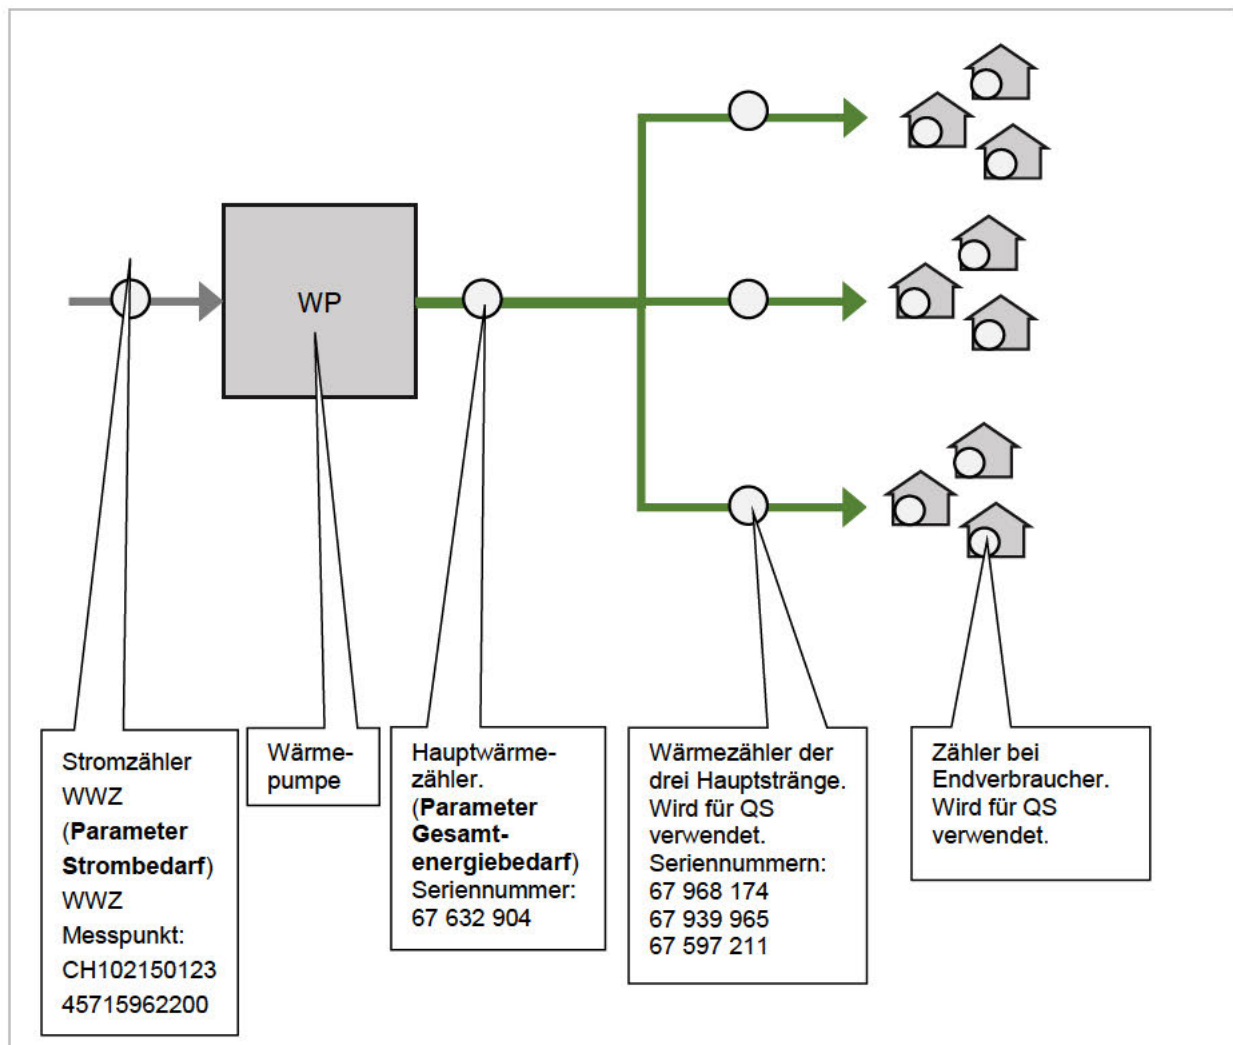 WP
Stromzähler
WWZ
(Parameter
Strombedarf)
WWZ
Messpunkt:
CH102150123
45715962200
Wärme-
pumpe
Hauptwärme-
zähler.
(Parameter
Gesamt-
energiebedarf)
Seriennummer:
67 632 904
Wärmezähler der
drei Hauptstränge.
Wird für QS
verwendet.
Seriennummern:
67 968 174
67 939 965
67 597 211
Zähler bei
Endverbraucher.
Wird für QS
verwendet.